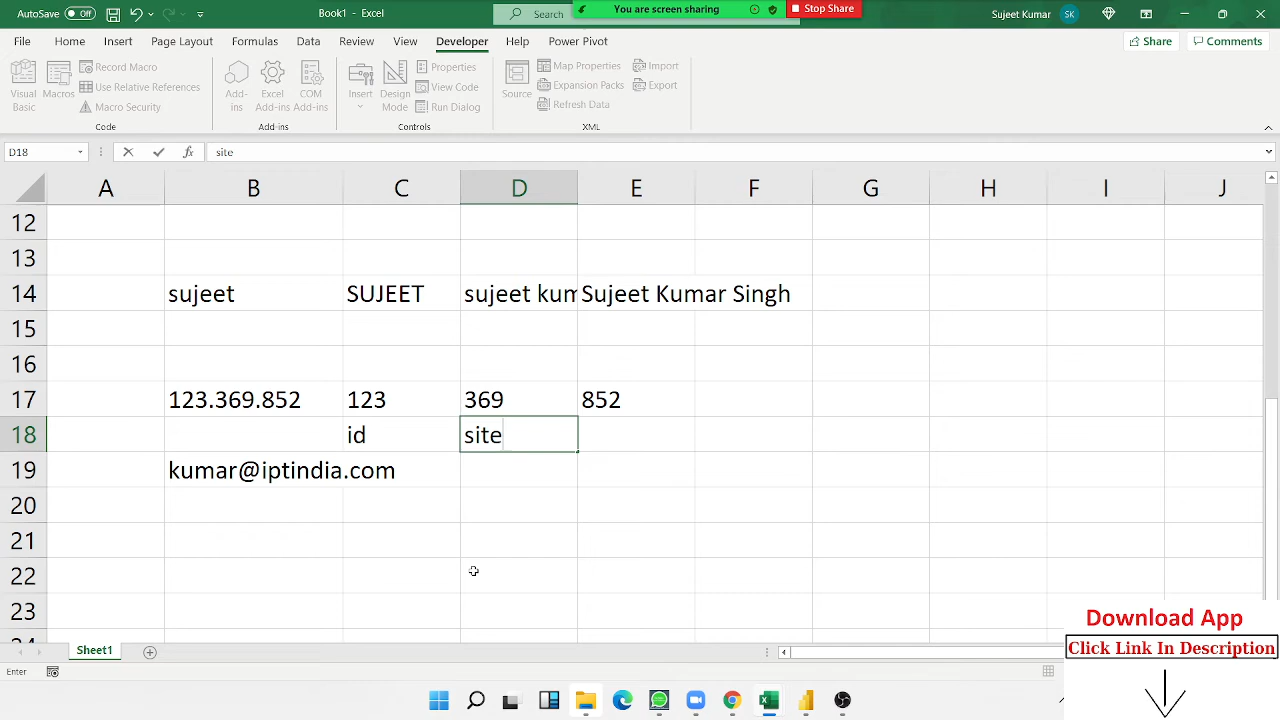 AutoSave Off Book1 - Excel Search You are screen sharing Stop Share Sujeet Kumar SK
File Home Insert Page Layout Formulas Data Review View Developer Help Power Pivot Share Comments
Visual Basic Macros Record Macro Use Relative References Macro Security Code
Add-ins Excel Add-ins COM Add-ins Add-ins
Insert Design Mode Properties View Code Run Dialog Controls
Source Map Properties Expansion Packs Refresh Data Import Export XML
D18 fx site
A B C D E F G H I J
12
13
14 sujeet SUJEET sujeet kum Sujeet Kumar Singh
15
16
17 123.369.852 123 369 852
18 id site
19 kumar@iptindia.com
20
21
22
23
Download App
Click Link In Description
Sheet1
Enter